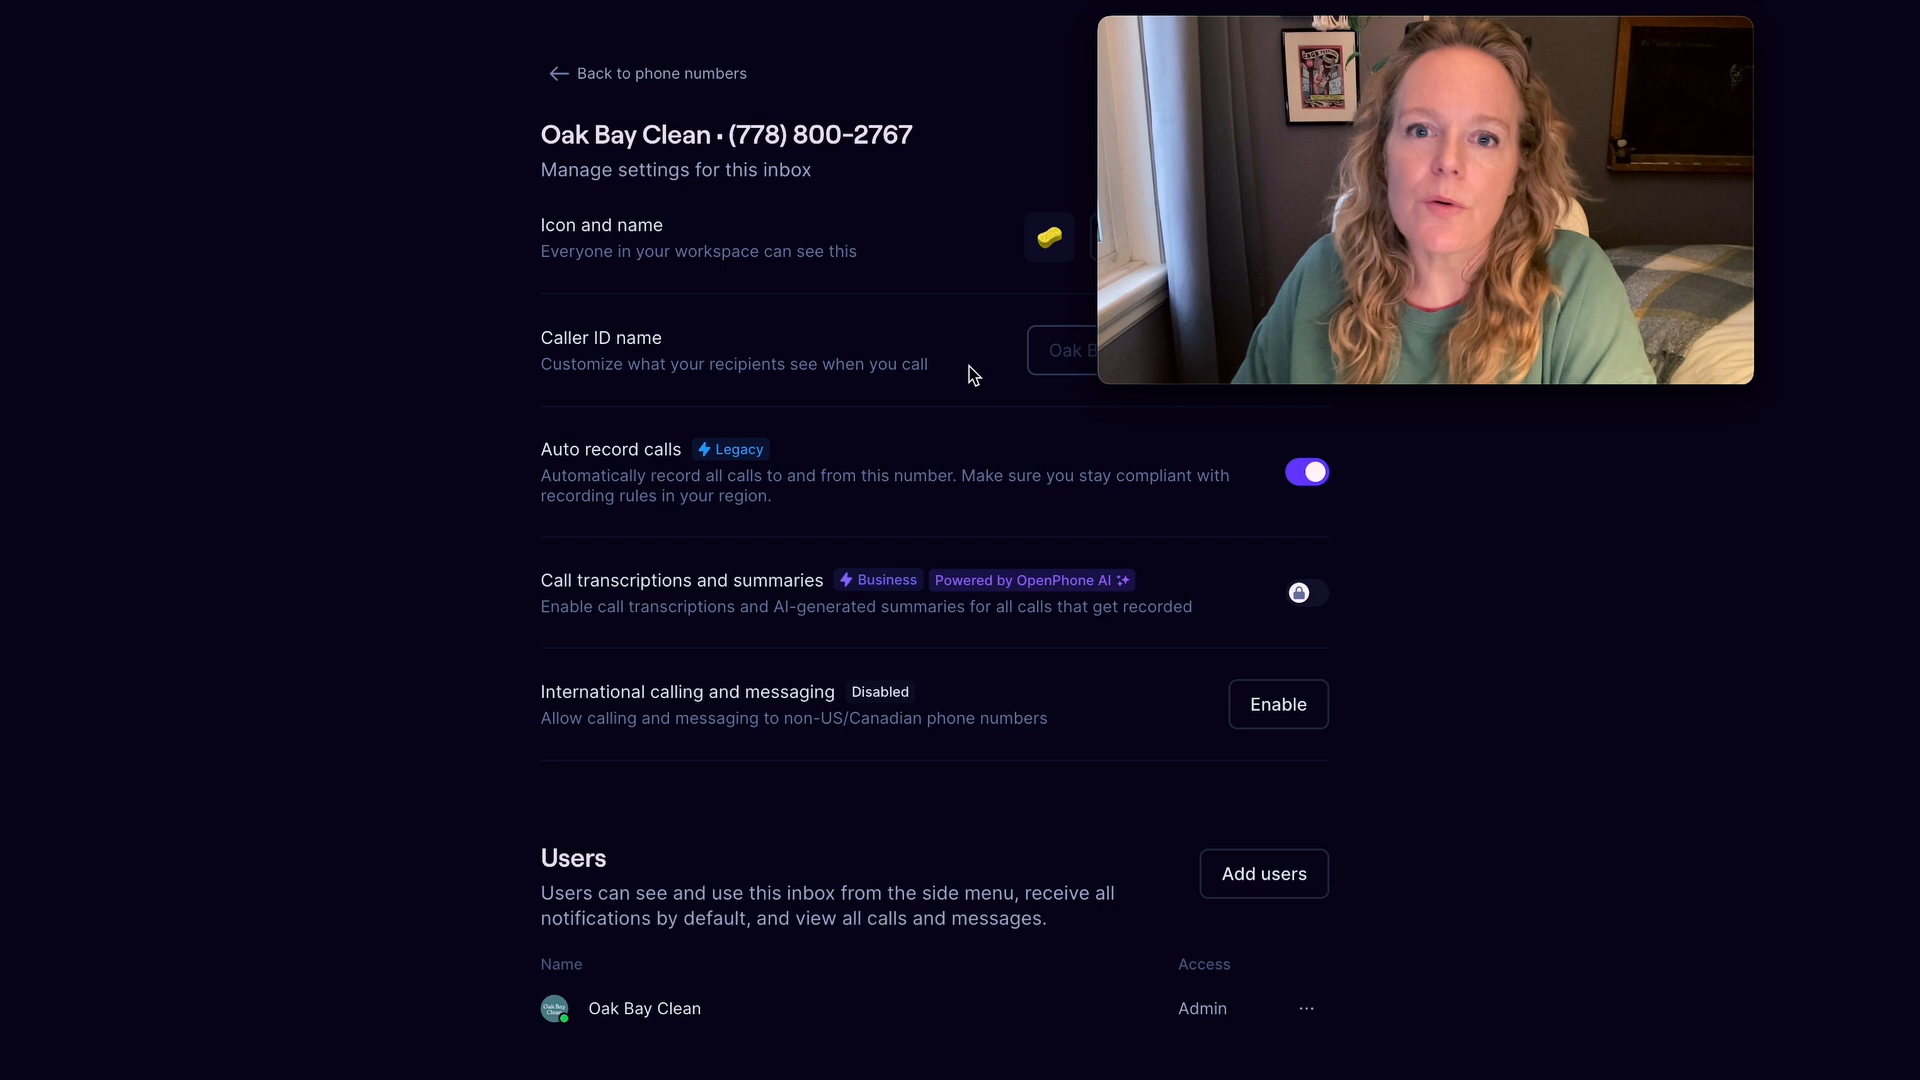 Back to phone numbers
Oak Bay Clean • (778) 800-2767
Manage settings for this inbox
Icon and name
Everyone in your workspace can see this
Caller ID name
Customize what your recipients see when you call
Oak B
Auto record calls Legacy
Automatically record all calls to and from this number. Make sure you stay compliant with
recording rules in your region.
Call transcriptions and summaries Business Powered by OpenPhone AI
Enable call transcriptions and AI-generated summaries for all calls that get recorded
International calling and messaging Disabled
Allow calling and messaging to non-US/Canadian phone numbers
Enable
Users
Add users
Users can see and use this inbox from the side menu, receive all
notifications by default, and view all calls and messages.
Name Access
Oak Bay
Clean
Oak Bay Clean Admin